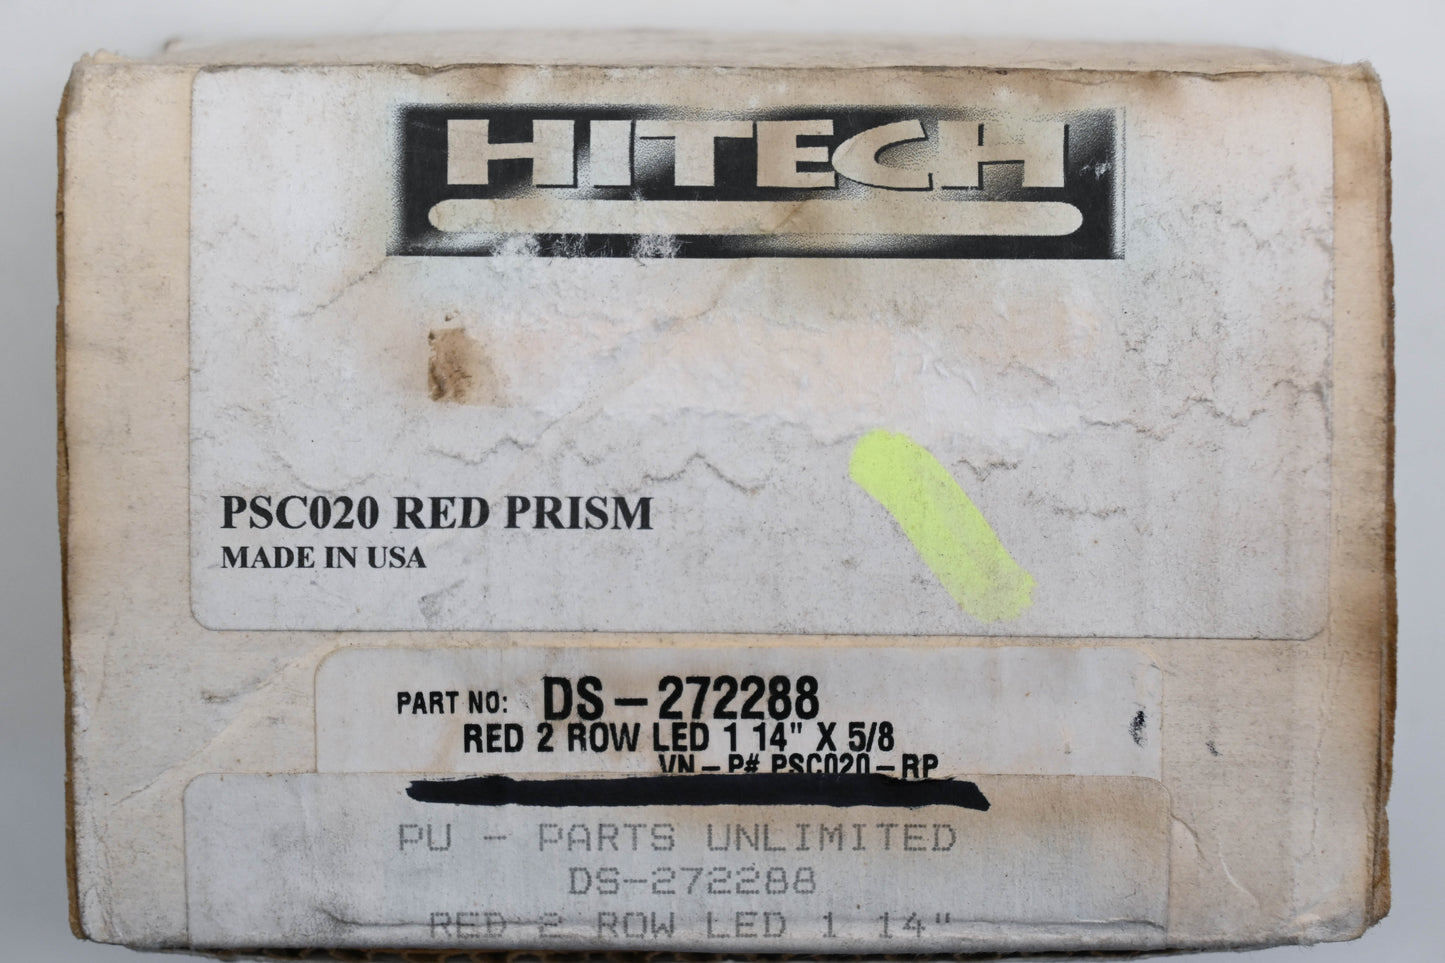 HITECH
PSC020 RED PRISM
MADE IN USA
PART NO: DS-272288
RED 2 ROW LED 1 14" X 5/8
VN-P# PSC020-RP
PU - PARTS UNLIMITED
DS-272288
RED 2 ROW LED 1 14"